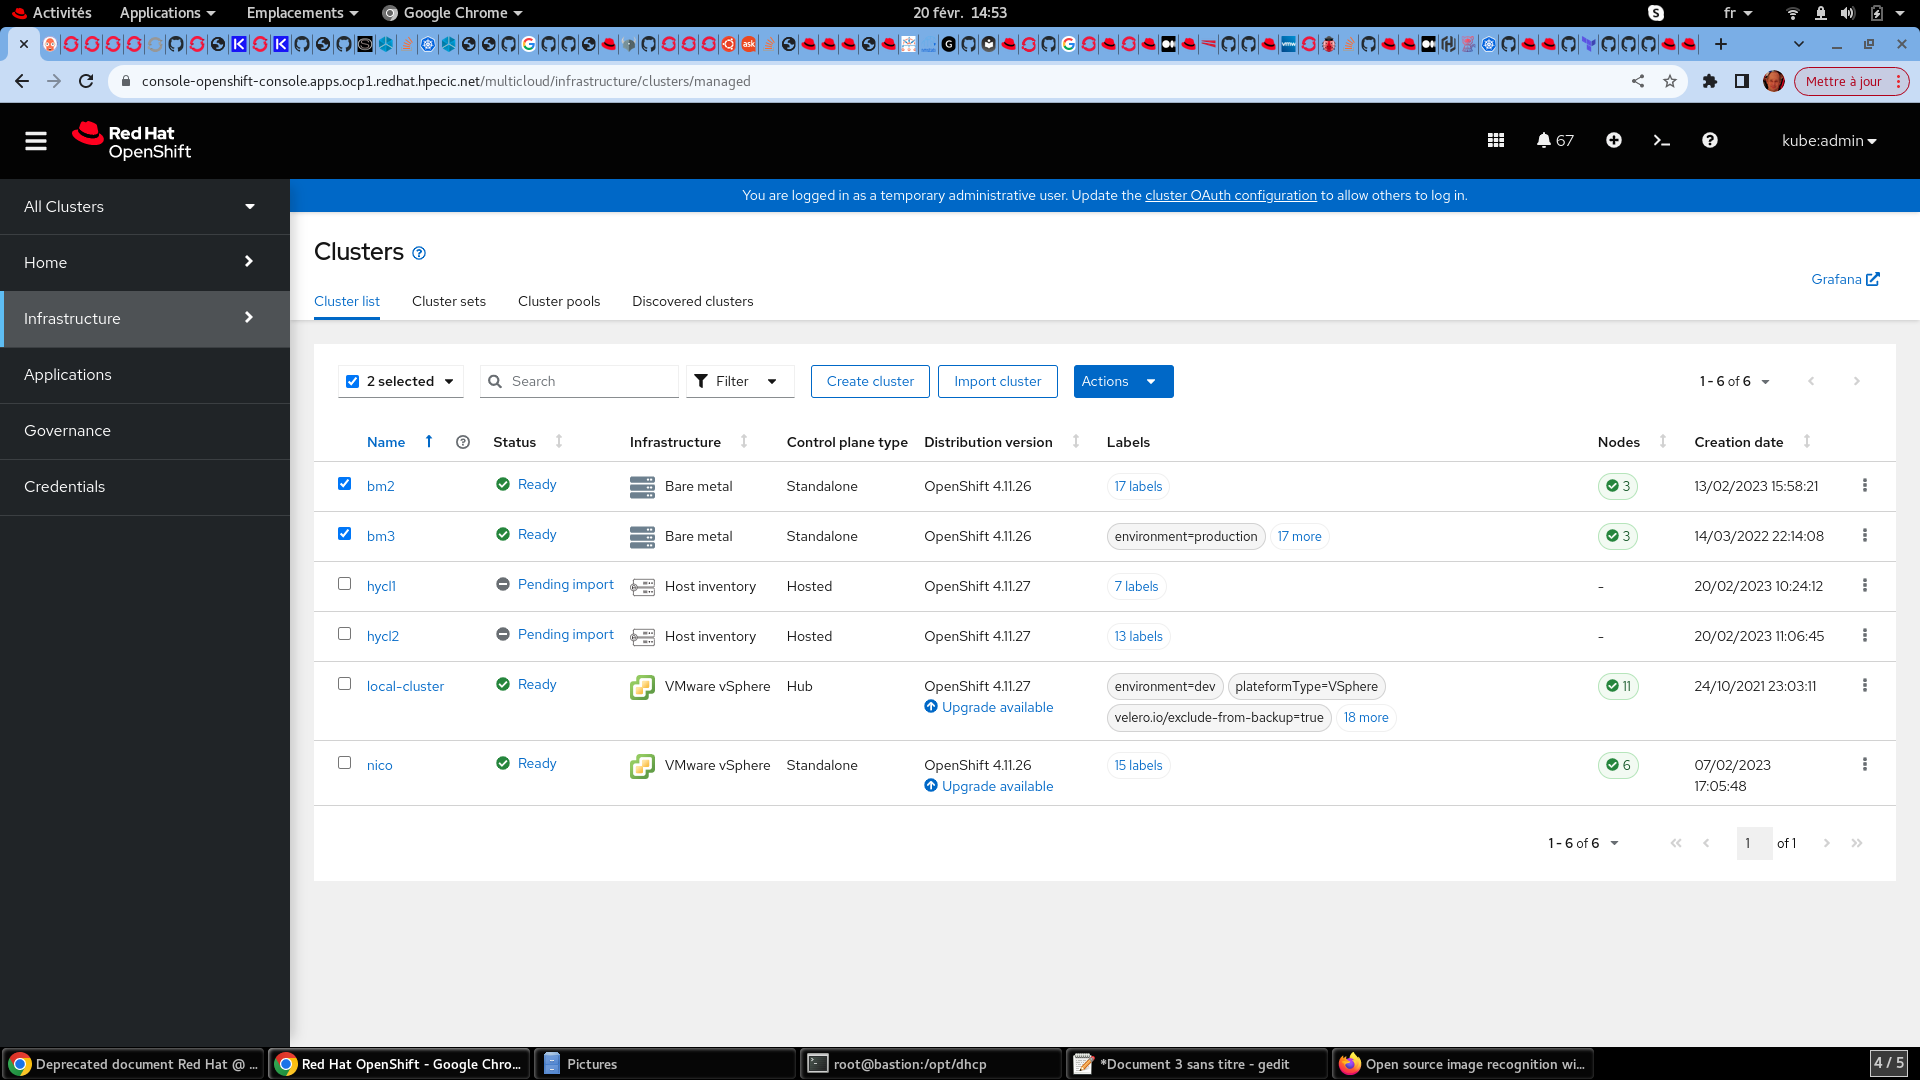 Activités Applications Emplacements Google Chrome 20 févr. 14:53 fr
console-openshift-console.apps.ocp1.redhat.hpecic.net/multicloud/infrastructure/clusters/managed Mettre à jour
Red Hat
OpenShift
67 kube:admin
You are logged in as a temporary administrative user. Update the cluster OAuth configuration to allow others to log in.
All Clusters
Home
Infrastructure
Applications
Governance
Credentials
Clusters
Grafana
Cluster list Cluster sets Cluster pools Discovered clusters
2 selected Search Filter Create cluster Import cluster Actions 1 - 6 of 6
Name Status Infrastructure Control plane type Distribution version Labels Nodes Creation date
bm2 Ready Bare metal Standalone OpenShift 4.11.26 17 labels 3 13/02/2023 15:58:21
bm3 Ready Bare metal Standalone OpenShift 4.11.26 environment=production 17 more 3 14/03/2022 22:14:08
hycl1 Pending import Host inventory Hosted OpenShift 4.11.27 7 labels - 20/02/2023 10:24:12
hycl2 Pending import Host inventory Hosted OpenShift 4.11.27 13 labels - 20/02/2023 11:06:45
local-cluster Ready VMware vSphere Hub OpenShift 4.11.27 environment=dev plateformType=VSphere 11 24/10/2021 23:03:11
Upgrade available velero.io/exclude-from-backup=true 18 more
nico Ready VMware vSphere Standalone OpenShift 4.11.26 15 labels 6 07/02/2023
Upgrade available 17:05:48
1 - 6 of 6 1 of 1
Deprecated document Red Hat @ ... Red Hat OpenShift - Google Chro... Pictures root@bastion:/opt/dhcp *Document 3 sans titre - gedit Open source image recognition wi... 4 / 5